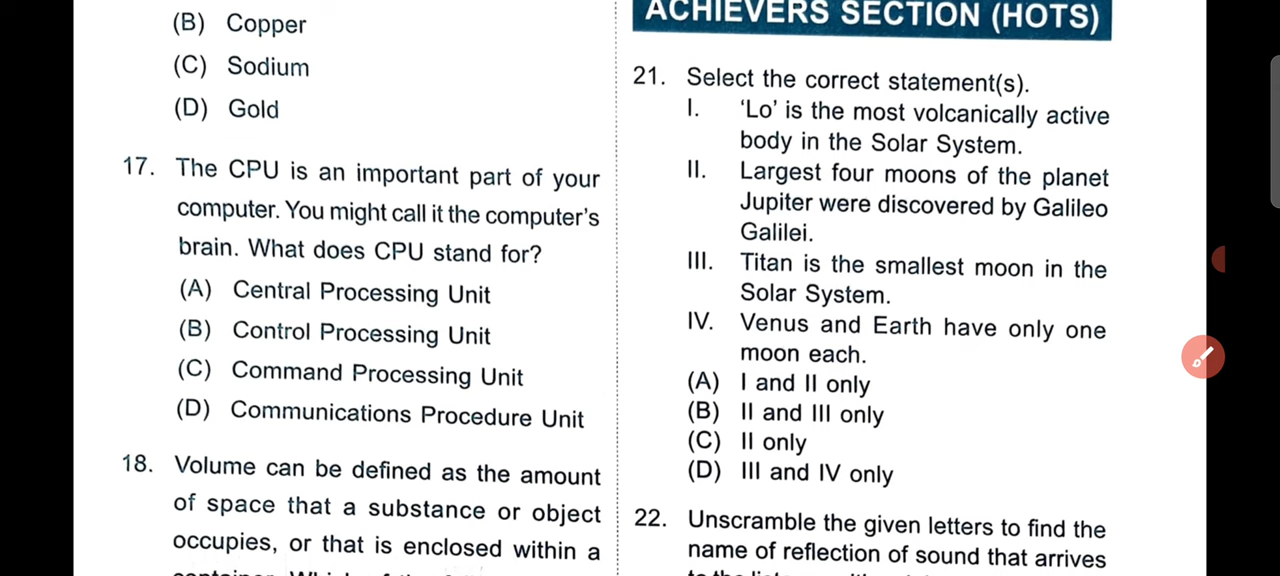 (B) Copper
(C) Sodium
(D) Gold
17. The CPU is an important part of your
computer. You might call it the computer's
brain. What does CPU stand for?
(A) Central Processing Unit
(B) Control Processing Unit
(C) Command Processing Unit
(D) Communications Procedure Unit
18. Volume can be defined as the amount
of space that a substance or object
occupies, or that is enclosed within a
ACHIEVERS SECTION (HOTS)
21. Select the correct statement(s).
I. 'Lo' is the most volcanically active
body in the Solar System.
II. Largest four moons of the planet
Jupiter were discovered by Galileo
Galilei.
III. Titan is the smallest moon in the
Solar System.
IV. Venus and Earth have only one
moon each.
(A) I and II only
(B) II and III only
(C) II only
(D) III and IV only
22. Unscramble the given letters to find the
name of reflection of sound that arrives